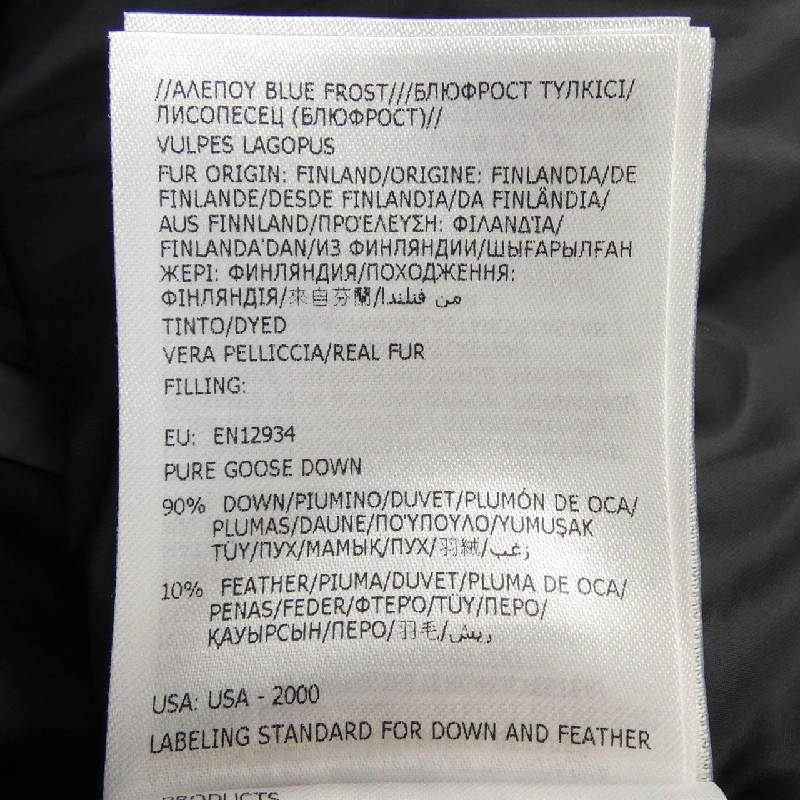 //ΑΛΕΠΟΥ BLUE FROST///БЛЮФРОСТ ТҮЛКІСІ/
ЛИСОПЕСЕЦ (БЛЮФРОСТ)//
VULPES LAGOPUS
FUR ORIGIN: FINLAND/ORIGINE: FINLANDIA/DE
FINLANDE/DESDE FINLANDIA/DA FINLÂNDIA/
AUS FINNLAND/ΠΡΟΈΛΕΥΣΗ: ΦΙΛΑΝΔΊΑ/
FINLANDA'DAN/ИЗ ФИНЛЯНДИИ/ШЫҒАРЫЛҒАН
ЖЕРІ: ФИНЛЯНДИЯ/ПОХОДЖЕННЯ:
ФІНЛЯНДІЯ/來自芬蘭/من فنلندا
TINTO/DYED
VERA PELLICCIA/REAL FUR
FILLING:
EU: EN12934
PURE GOOSE DOWN
90% DOWN/PIUMINO/DUVET/PLUMÓN DE OCA/
PLUMAS/DAUNE/ΠΟΎΠΟΥΛΟ/YUMUŞAK
TÜY/ПУХ/МАМЫҚ/ПУХ/羽絨/زغب
10% FEATHER/PIUMA/DUVET/PLUMA DE OCA/
PENAS/FEDER/ΦΤΕΡΌ/TÜY/ПЕРО/
ҚАУЫРСЫН/ПЕРО/羽毛/ريش
USA: USA - 2000
LABELING STANDARD FOR DOWN AND FEATHER
PRODUCTS